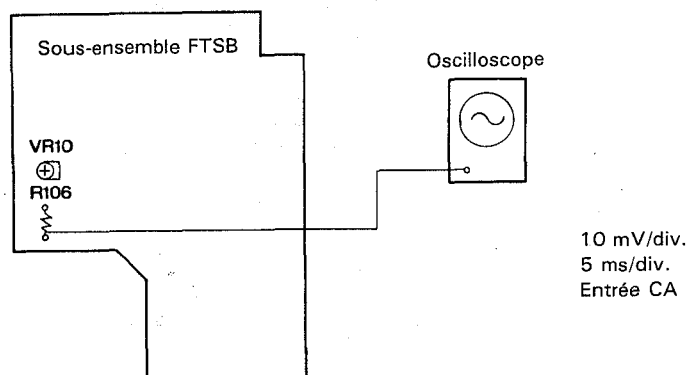 Sous-ensemble FTSB
Oscilloscope
VR10
R106
10 mV/div.
5 ms/div.
Entrée CA